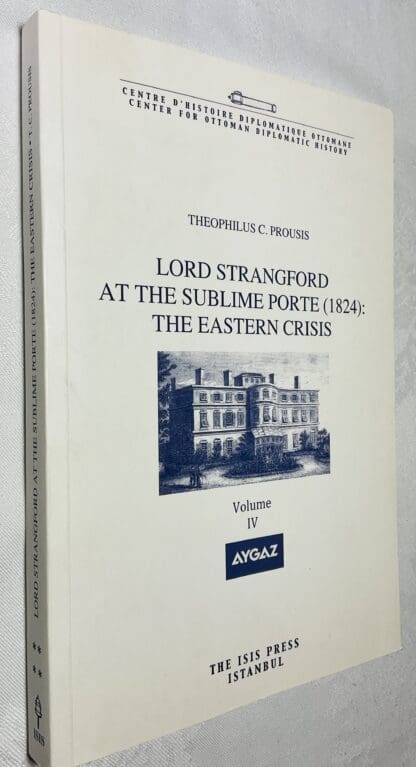 CENTRE D'HISTOIRE DIPLOMATIQUE OTTOMANE
CENTER FOR OTTOMAN DIPLOMATIC HISTORY
THEOPHILUS C. PROUSIS
LORD STRANGFORD
AT THE SUBLIME PORTE (1824):
THE EASTERN CRISIS
Volume
IV
AYGAZ
THE ISIS PRESS
ISTANBUL
LORD STRANGFORD AT THE SUBLIME PORTE (1824): THE EASTERN CRISIS • T. C. PROUSIS
** **
ISIS